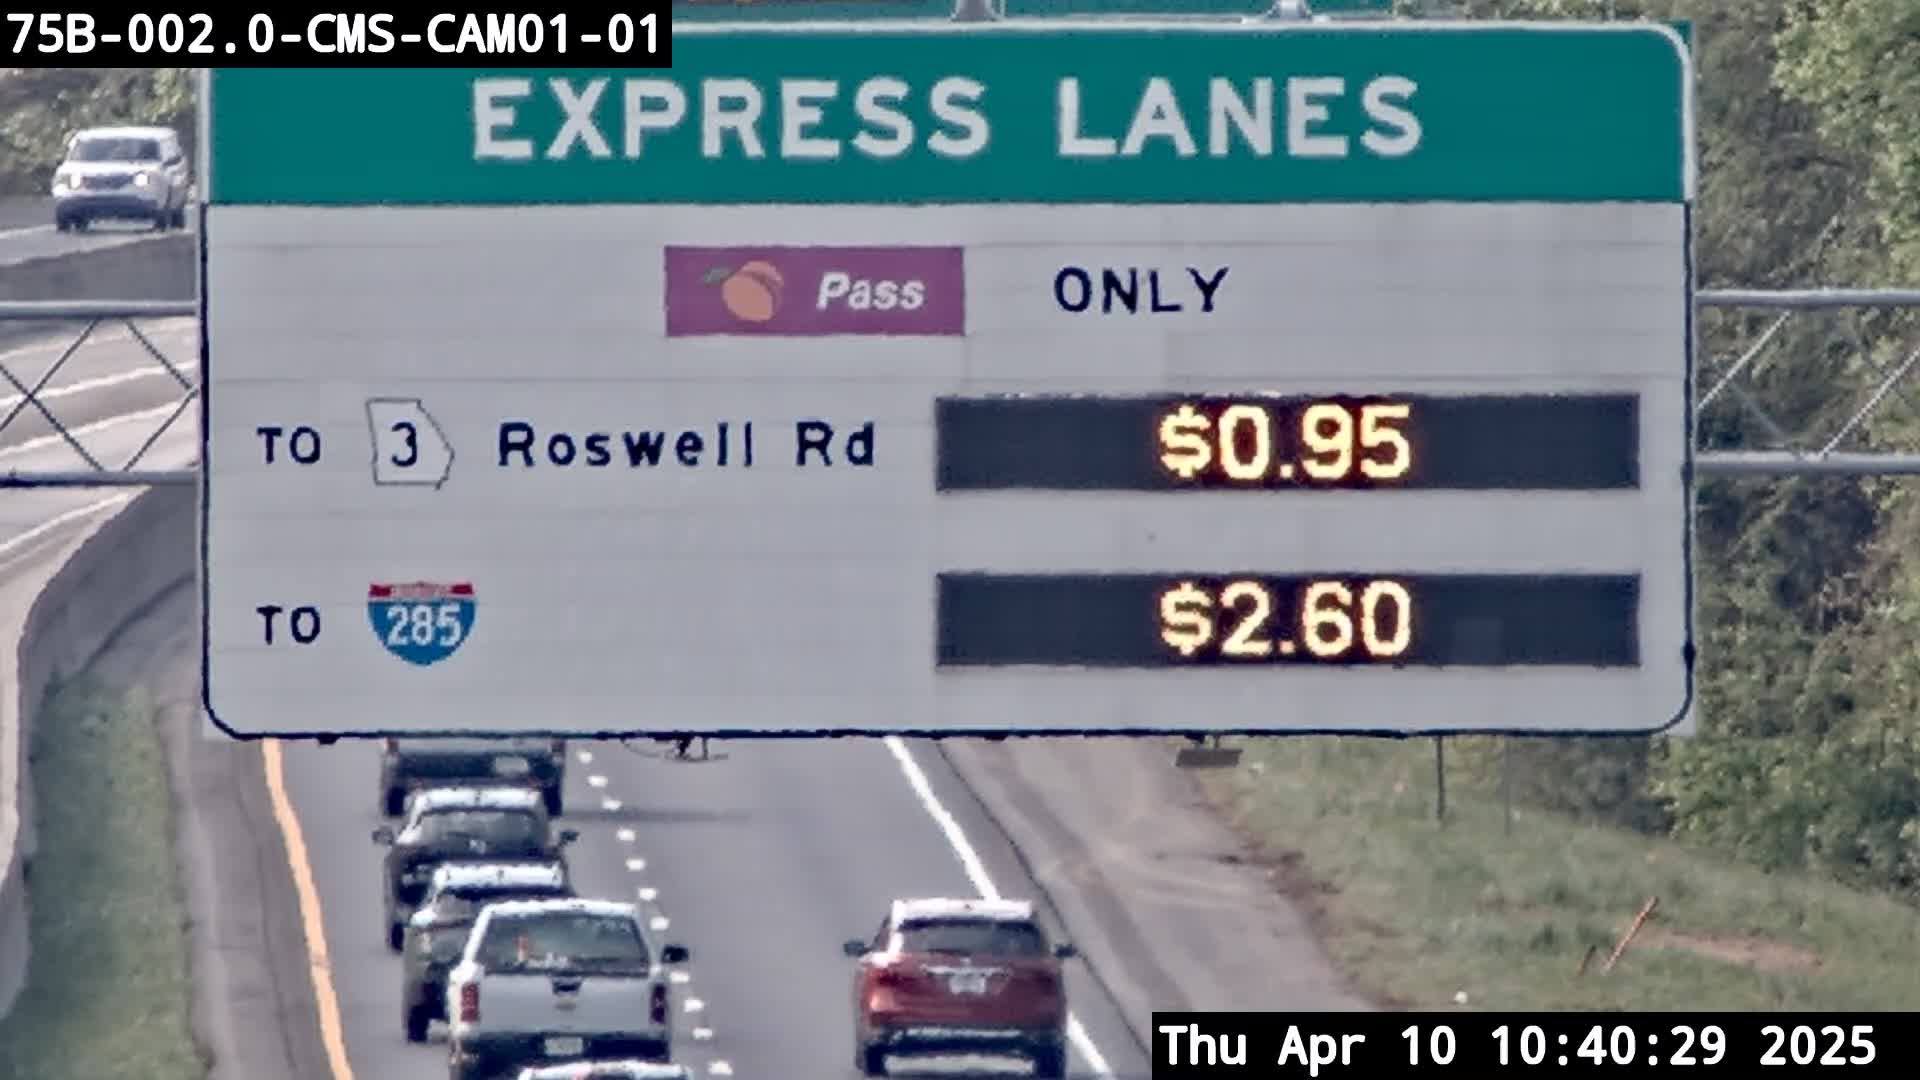 75B-002.0-CMS-CAM01-01
EXPRESS LANES
Pass ONLY
TO 3 Roswell Rd $0.95
TO 285 $2.60
Thu Apr 10 10:40:29 2025